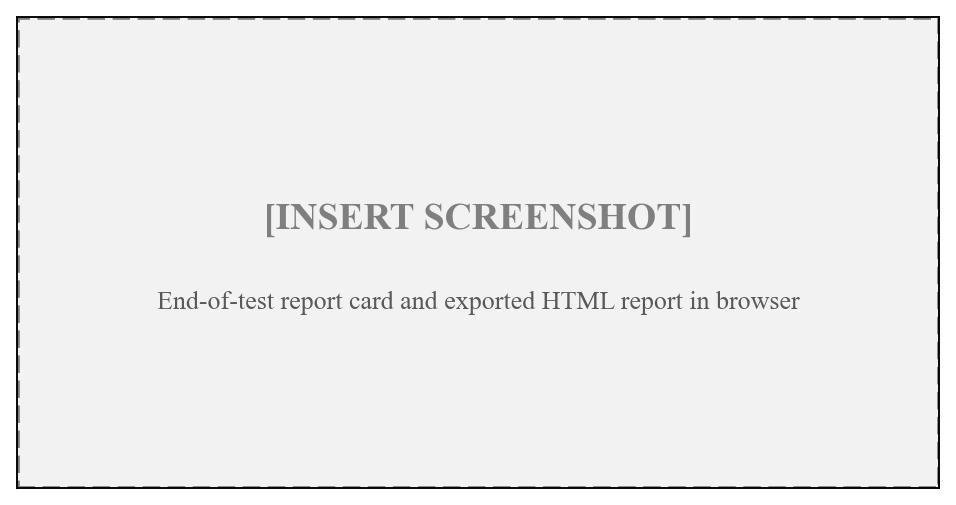 [INSERT SCREENSHOT]
End-of-test report card and exported HTML report in browser